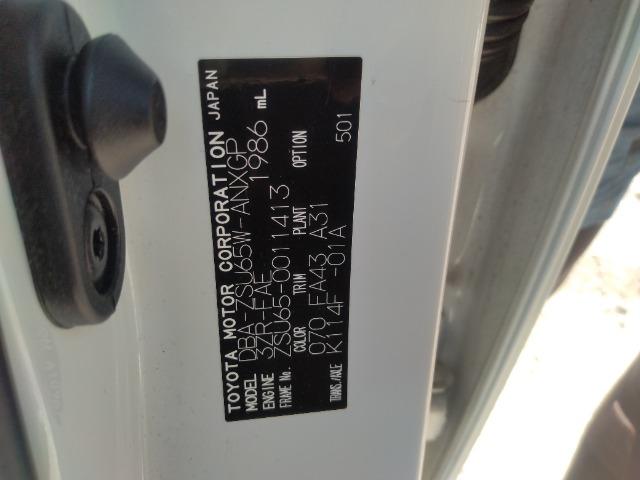 TOYOTA MOTOR CORPORATION JAPAN
MODEL DBA-ZSU65W-ANXGP
ENGINE 3ZR-FAE 1986 mL
FRAME No. ZSU65-0011413
COLOR TRIM PLANT OPTION
070 FA43 A31
TRANS./AXLE K114F -01A 501